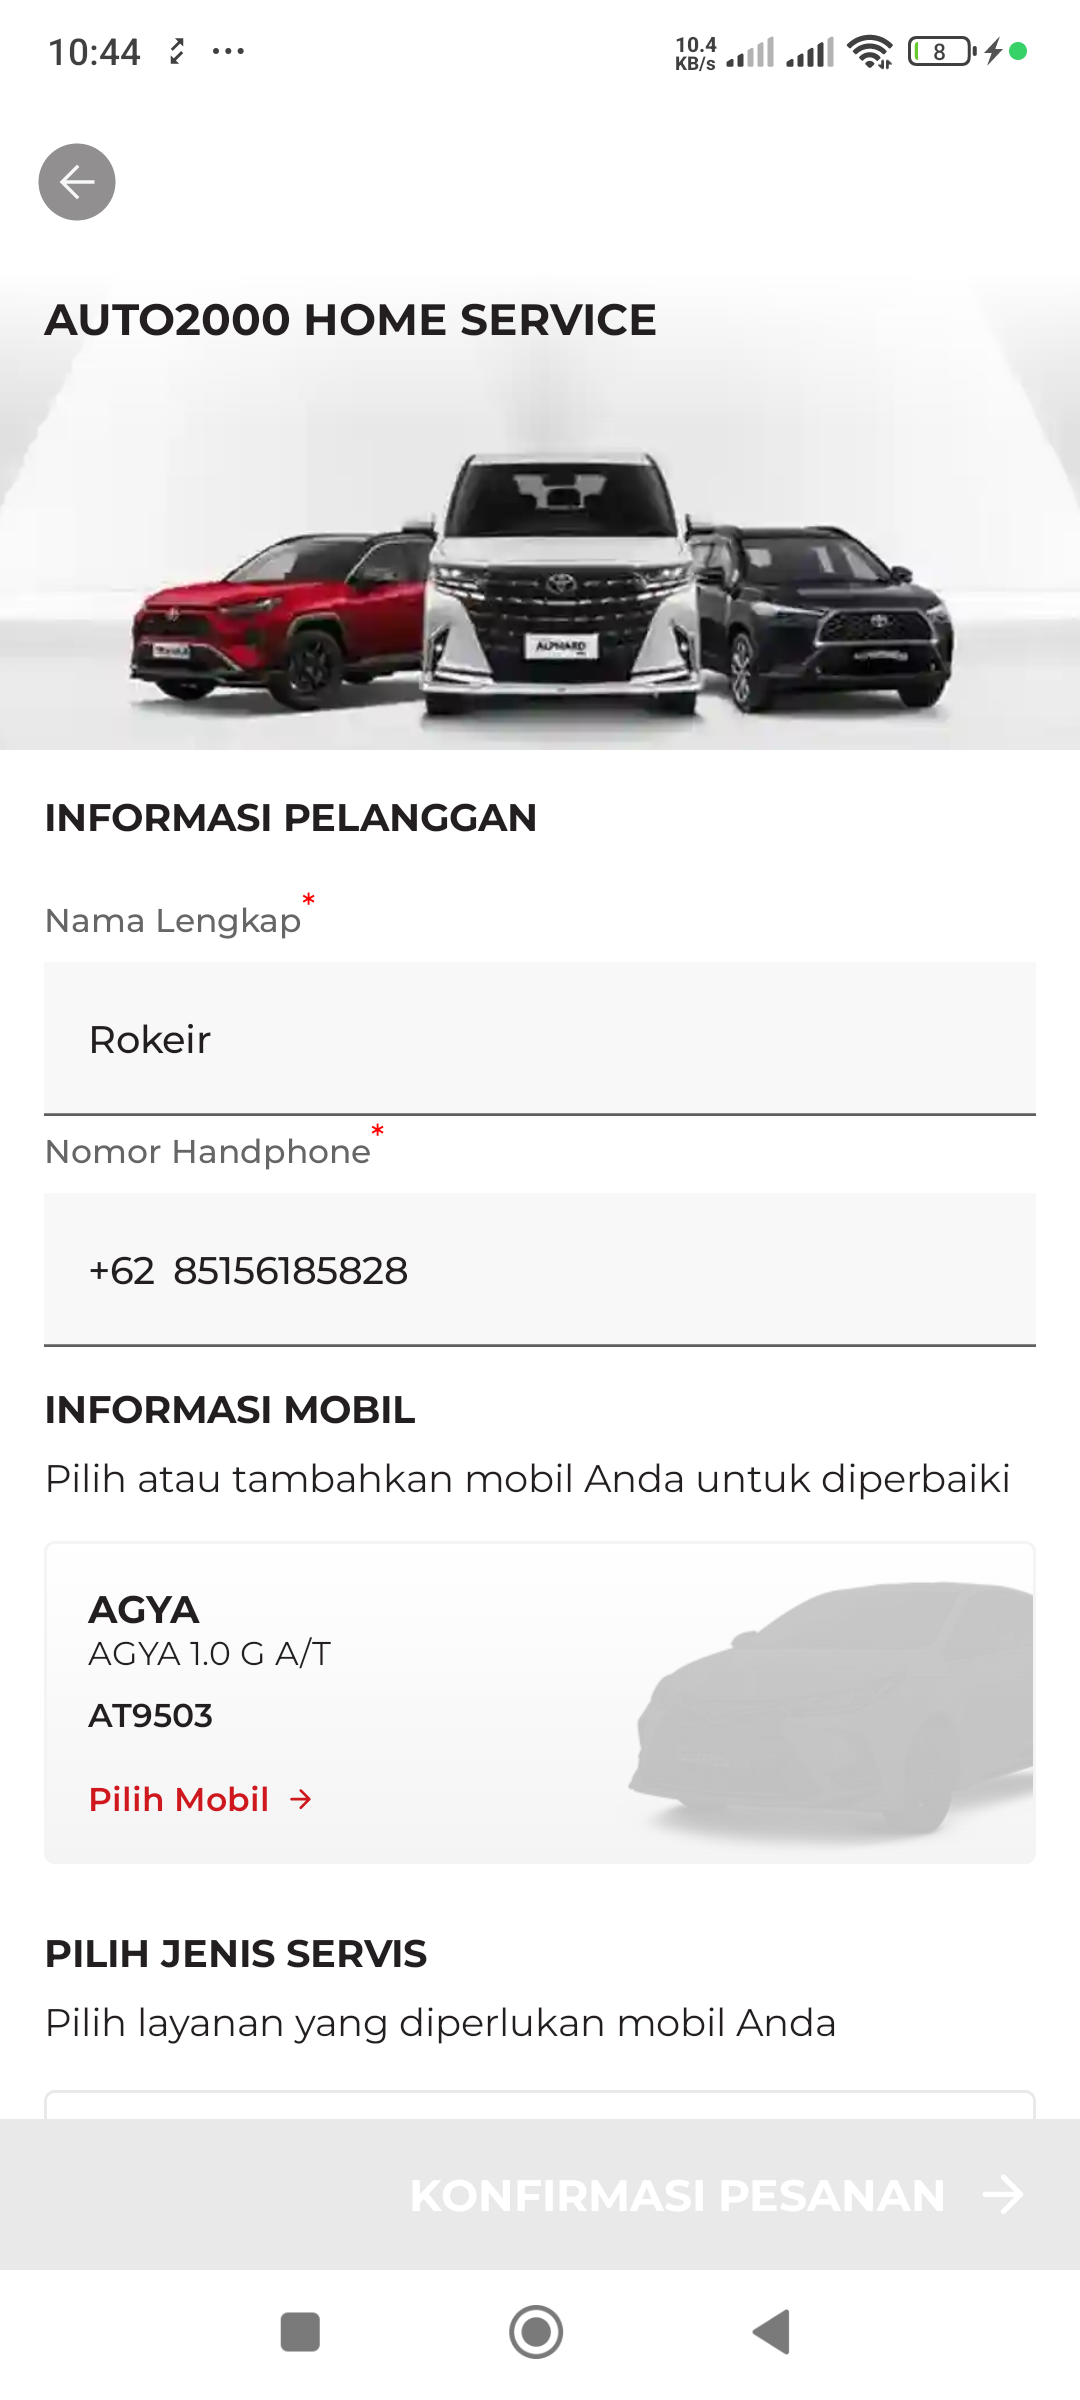 10:44
10.4
KB/s
8
AUTO2000 HOME SERVICE
ALPHARD
INFORMASI PELANGGAN
Nama Lengkap*
Rokeir
Nomor Handphone*
+62 85156185828
INFORMASI MOBIL
Pilih atau tambahkan mobil Anda untuk diperbaiki
AGYA
AGYA 1.0 G A/T
AT9503
Pilih Mobil →
PILIH JENIS SERVIS
Pilih layanan yang diperlukan mobil Anda
KONFIRMASI PESANAN →